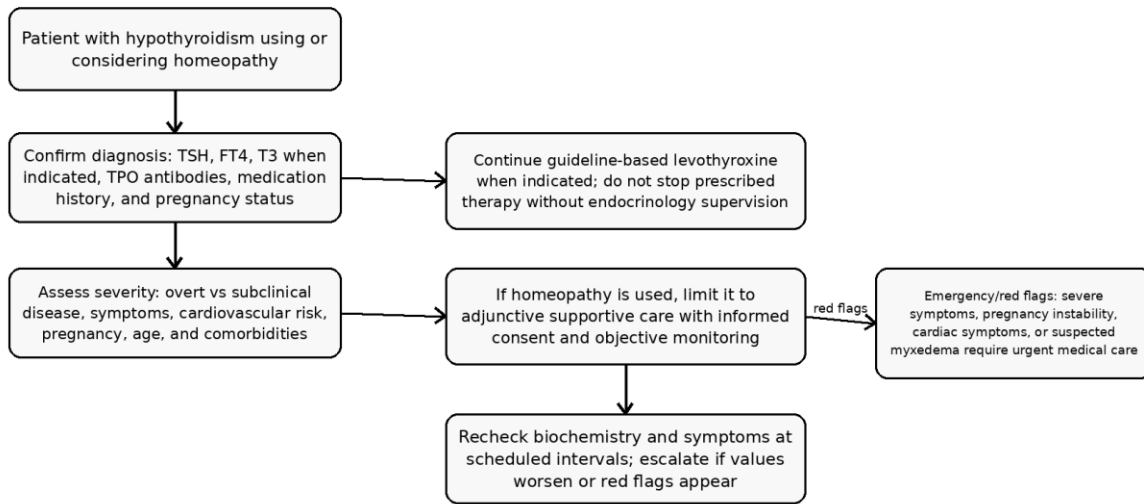 Patient with hypothyroidism using or
considering homeopathy
Confirm diagnosis: TSH, FT4, T3 when
indicated, TPO antibodies, medication
history, and pregnancy status
Continue guideline-based levothyroxine
when indicated; do not stop prescribed
therapy without endocrinology supervision
Assess severity: overt vs subclinical
disease, symptoms, cardiovascular risk,
pregnancy, age, and comorbidities
If homeopathy is used, limit it to
adjunctive supportive care with informed
consent and objective monitoring
red flags
Emergency/red flags: severe
symptoms, pregnancy instability,
cardiac symptoms, or suspected
myxedema require urgent medical care
Recheck biochemistry and symptoms at
scheduled intervals; escalate if values
worsen or red flags appear